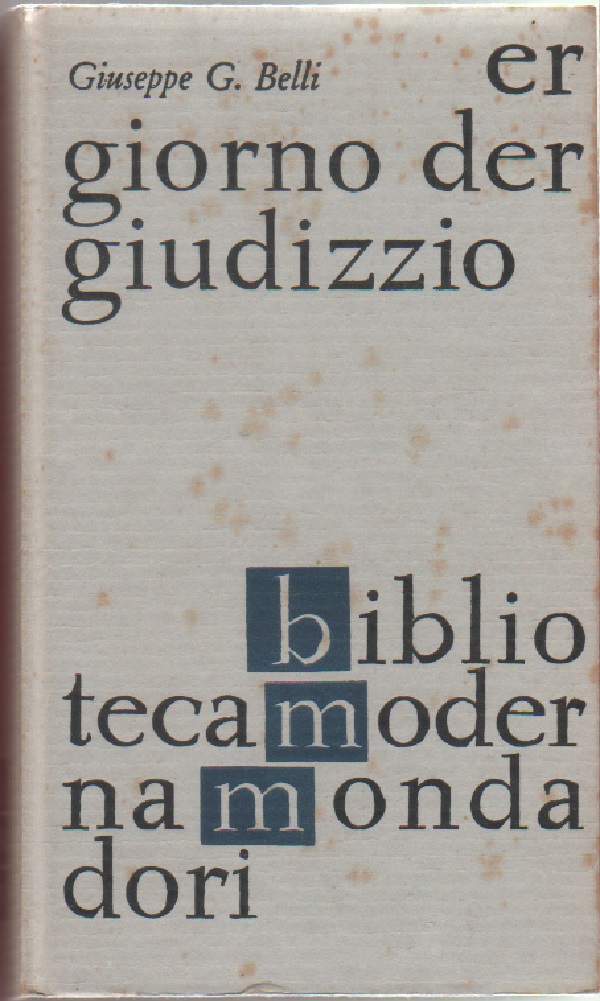 Giuseppe G. Belli er
giorno der
giudizzio
biblio
tecamoder
namonda
dori